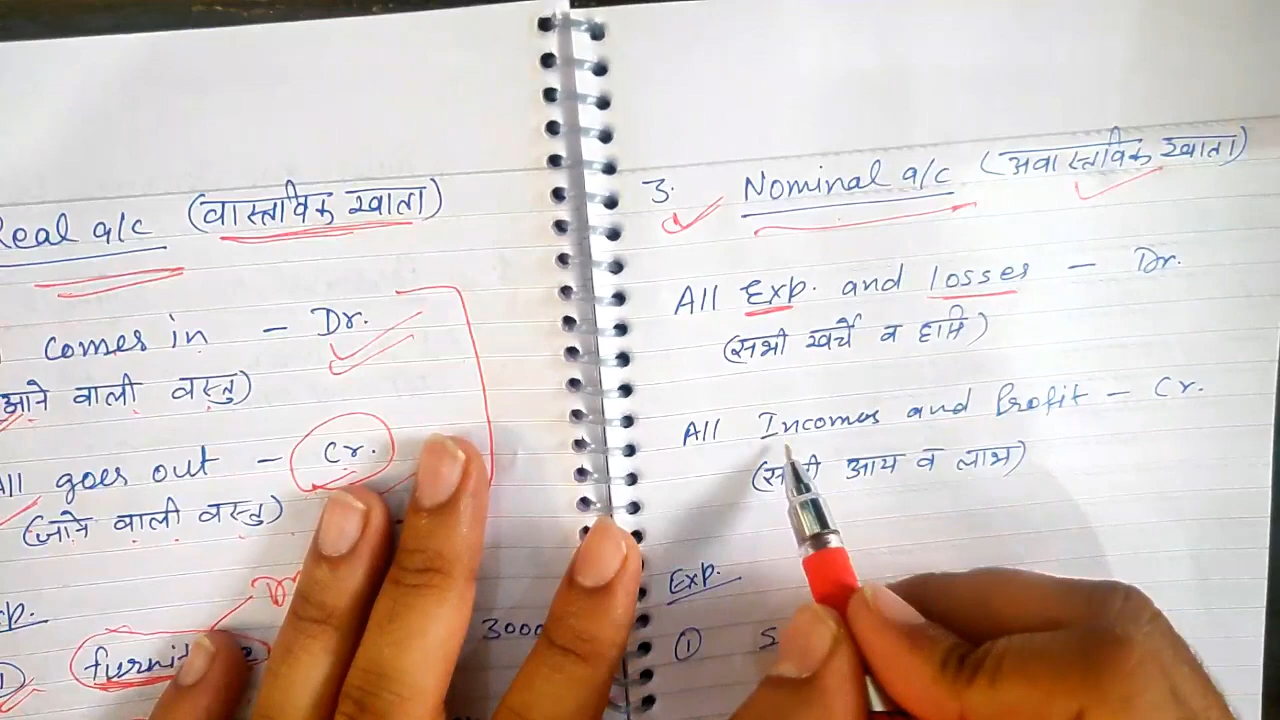 Real a/c (वास्तविक खाता)
comes in - Dr.
आने वाली वस्तु)
All goes out - Cr.
(जाने वाली वस्तु)
①
3000
3. Nominal a/c (अवास्तविक खाता)
All Exp. and losses - Dr.
(सभी खर्चे व हानि)
All Incomes and Profit - Cr.
आय व लाभ)
Exp.
①